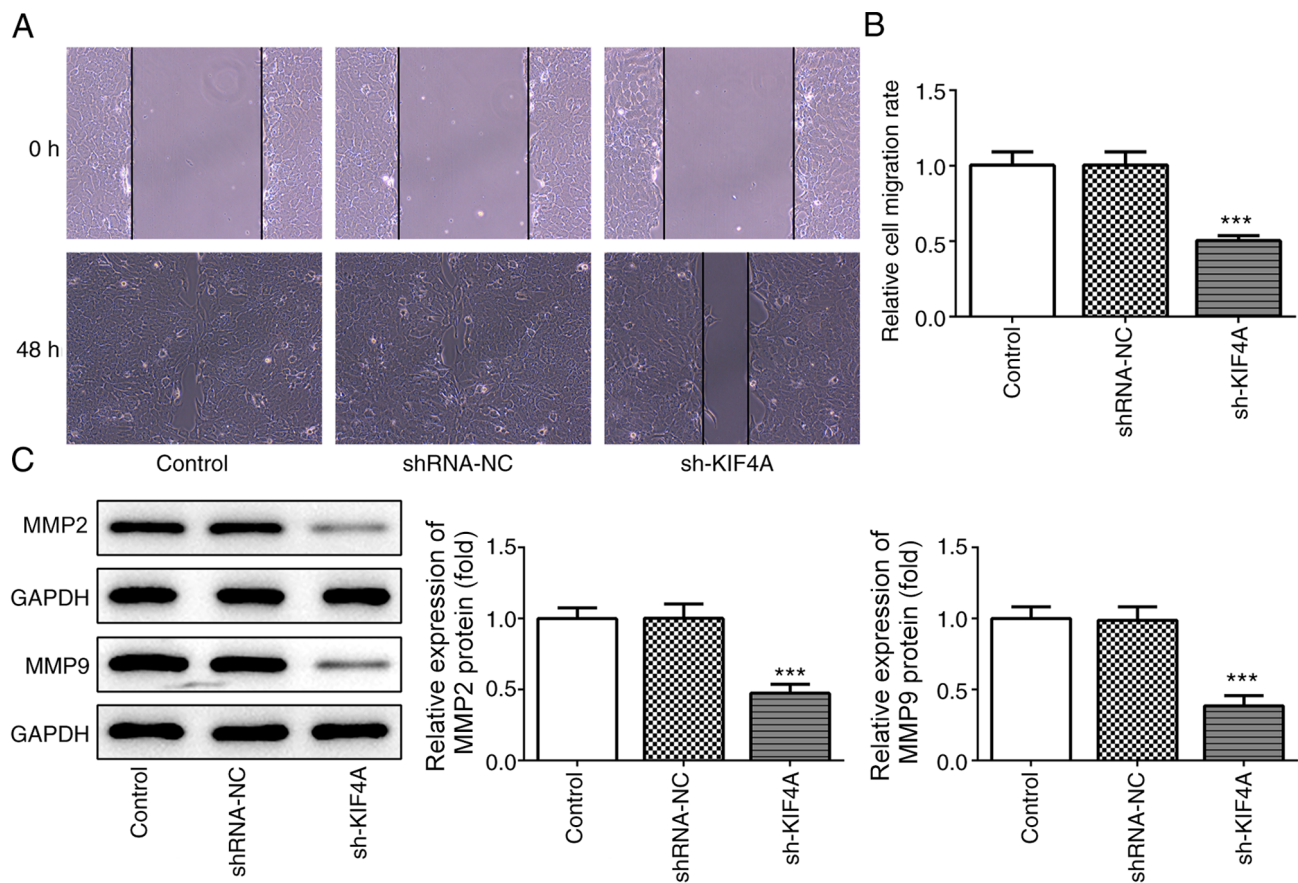 A
0 h
48 h
Control
shRNA-NC
sh-KIF4A
B
Relative cell migration rate
1.5
1.0
0.5
0.0
***
Control
shRNA-NC
sh-KIF4A
C
MMP2
GAPDH
MMP9
GAPDH
Control
shRNA-NC
sh-KIF4A
Relative expression of
MMP2 protein (fold)
1.5
1.0
0.5
0.0
***
Control
shRNA-NC
sh-KIF4A
Relative expression of
MMP9 protein (fold)
1.5
1.0
0.5
0.0
***
Control
shRNA-NC
sh-KIF4A